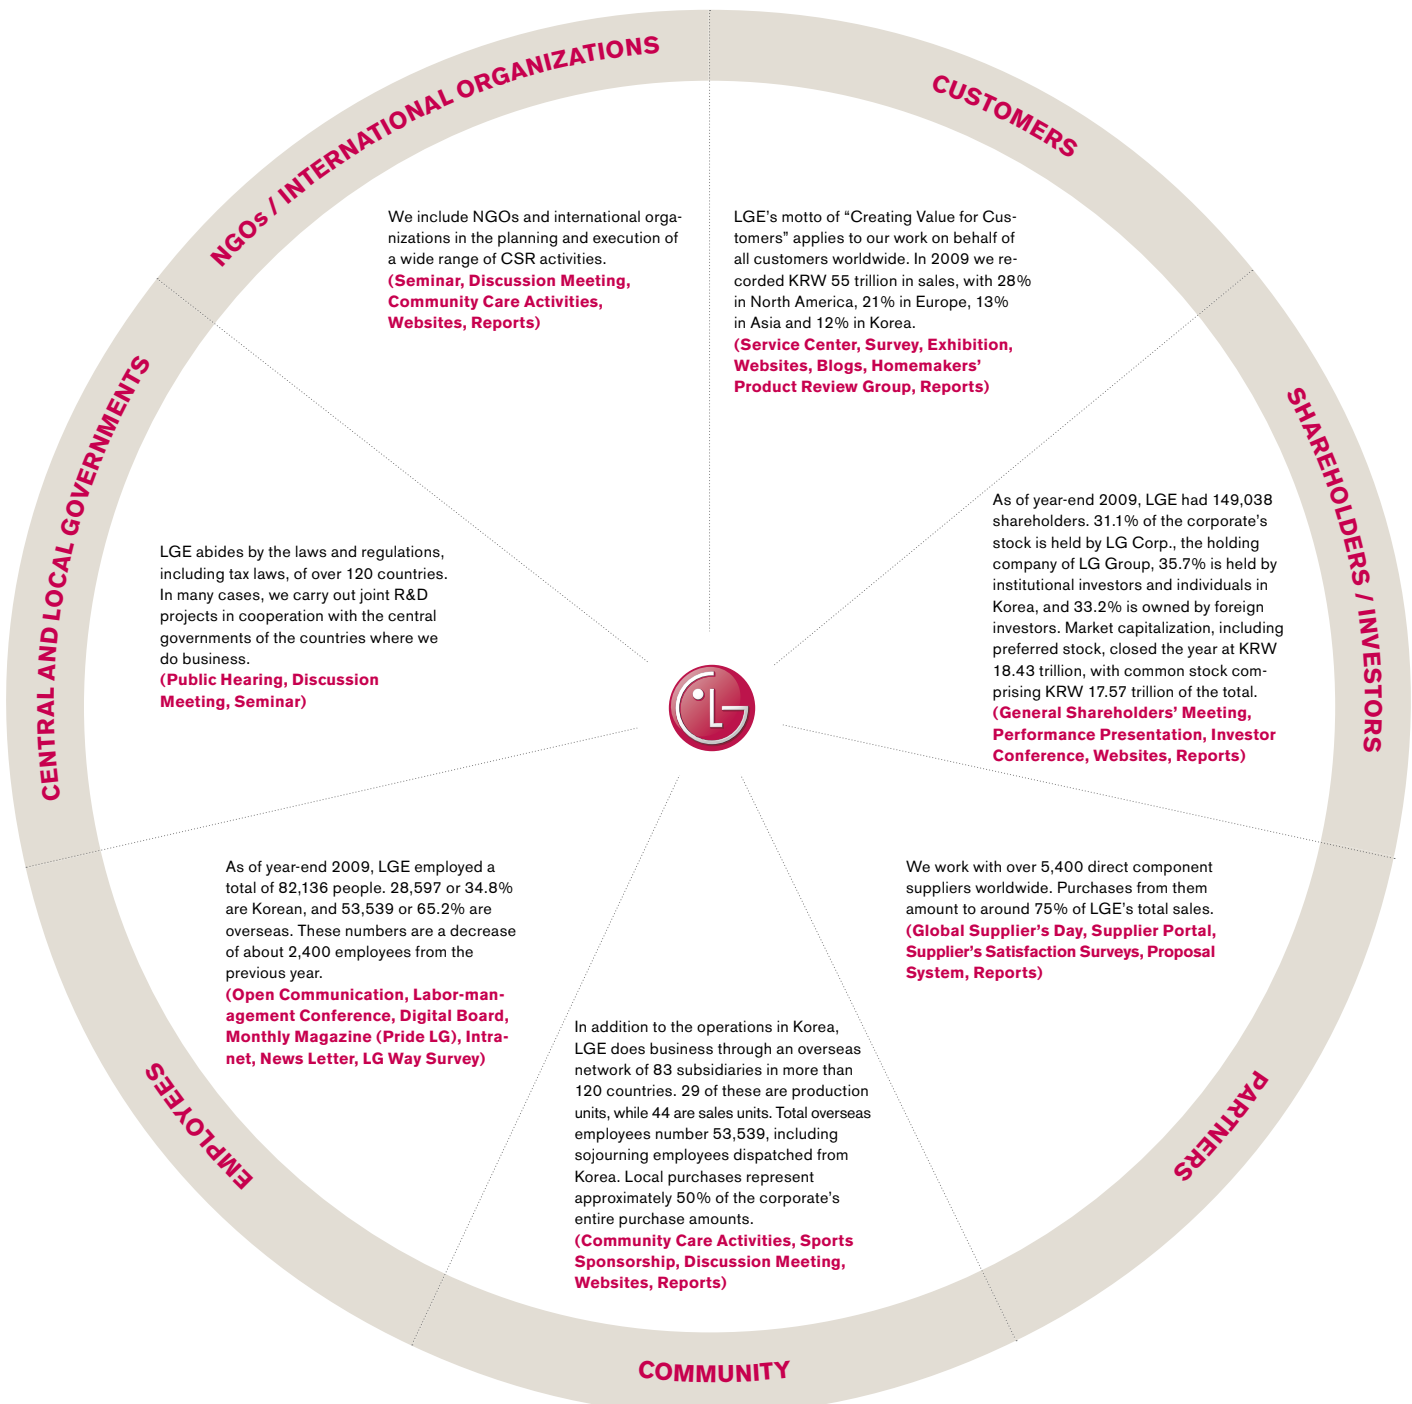 NGOs / INTERNATIONAL ORGANIZATIONS
We include NGOs and international orga-
nizations in the planning and execution of
a wide range of CSR activities.
(Seminar, Discussion Meeting,
Community Care Activities,
Websites, Reports)
CUSTOMERS
LGE's motto of “Creating Value for Cus-
tomers” applies to our work on behalf of
all customers worldwide. In 2009 we re-
corded KRW 55 trillion in sales, with 28%
in North America, 21% in Europe, 13%
in Asia and 12% in Korea.
(Service Center, Survey, Exhibition,
Websites, Blogs, Homemakers’
Product Review Group, Reports)
SHAREHOLDERS / INVESTORS
As of year-end 2009, LGE had 149,038
shareholders. 31.1% of the corporate’s
stock is held by LG Corp., the holding
company of LG Group, 35.7% is held by
institutional investors and individuals in
Korea, and 33.2% is owned by foreign
investors. Market capitalization, including
preferred stock, closed the year at KRW
18.43 trillion, with common stock com-
prising KRW 17.57 trillion of the total.
(General Shareholders’ Meeting,
Performance Presentation, Investor
Conference, Websites, Reports)
CENTRAL AND LOCAL GOVERNMENTS
LGE abides by the laws and regulations,
including tax laws, of over 120 countries.
In many cases, we carry out joint R&D
projects in cooperation with the central
governments of the countries where we
do business.
(Public Hearing, Discussion
Meeting, Seminar)
LG
EMPLOYEES
As of year-end 2009, LGE employed a
total of 82,136 people. 28,597 or 34.8%
are Korean, and 53,539 or 65.2% are
overseas. These numbers are a decrease
of about 2,400 employees from the
previous year.
(Open Communication, Labor-man-
agement Conference, Digital Board,
Monthly Magazine (Pride LG), Intra-
net, News Letter, LG Way Survey)
PARTNERS
We work with over 5,400 direct component
suppliers worldwide. Purchases from them
amount to around 75% of LGE’s total sales.
(Global Supplier’s Day, Supplier Portal,
Supplier’s Satisfaction Surveys, Proposal
System, Reports)
In addition to the operations in Korea,
LGE does business through an overseas
network of 83 subsidiaries in more than
120 countries. 29 of these are production
units, while 44 are sales units. Total overseas
employees number 53,539, including
sojourning employees dispatched from
Korea. Local purchases represent
approximately 50% of the corporate’s
entire purchase amounts.
(Community Care Activities, Sports
Sponsorship, Discussion Meeting,
Websites, Reports)
COMMUNITY